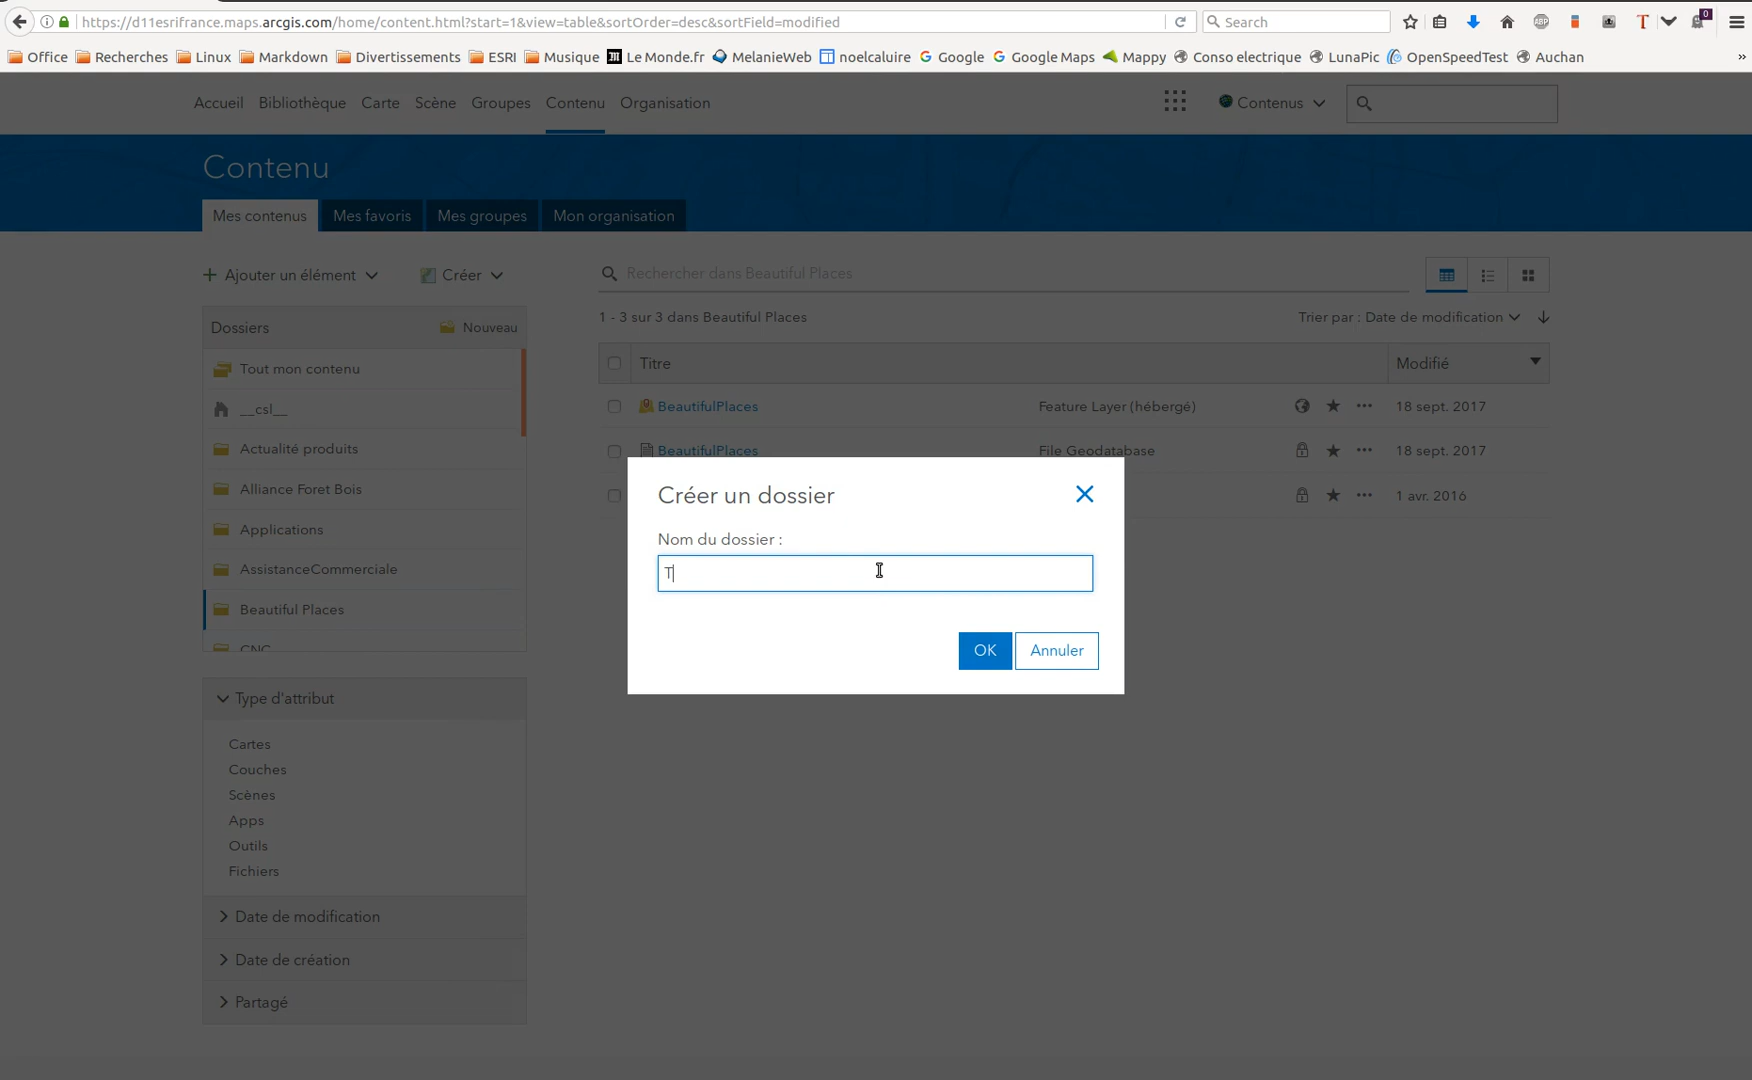 https://d11esrifrance.maps.arcgis.com/home/content.html?start=1&view=table&sortOrder=desc&sortField=modified Search ABP T 0
Office Recherches Linux Markdown Divertissements ESRI Musique Le Monde.fr MelanieWeb noelcaluire Google Google Maps Mappy Conso electrique LunaPic OpenSpeedTest Auchan »
Accueil Bibliothèque Carte Scène Groupes Contenu Organisation Contenus
Contenu
Mes contenus Mes favoris Mes groupes Mon organisation
Ajouter un élément Créer Rechercher dans Beautiful Places
Dossiers Nouveau
1 - 3 sur 3 dans Beautiful Places Trier par : Date de modification
Titre Modifié
Tout mon contenu
__csl__
BeautifulPlaces Feature Layer (hébergé) 18 sept. 2017
Actualité produits
BeautifulPlaces File Geodatabase 18 sept. 2017
Alliance Foret Bois
1 avr. 2016
Applications
AssistanceCommerciale
Beautiful Places
CNC
Créer un dossier
Nom du dossier :
T
OK Annuler
Type d'attribut
Cartes
Couches
Scènes
Apps
Outils
Fichiers
Date de modification
Date de création
Partagé